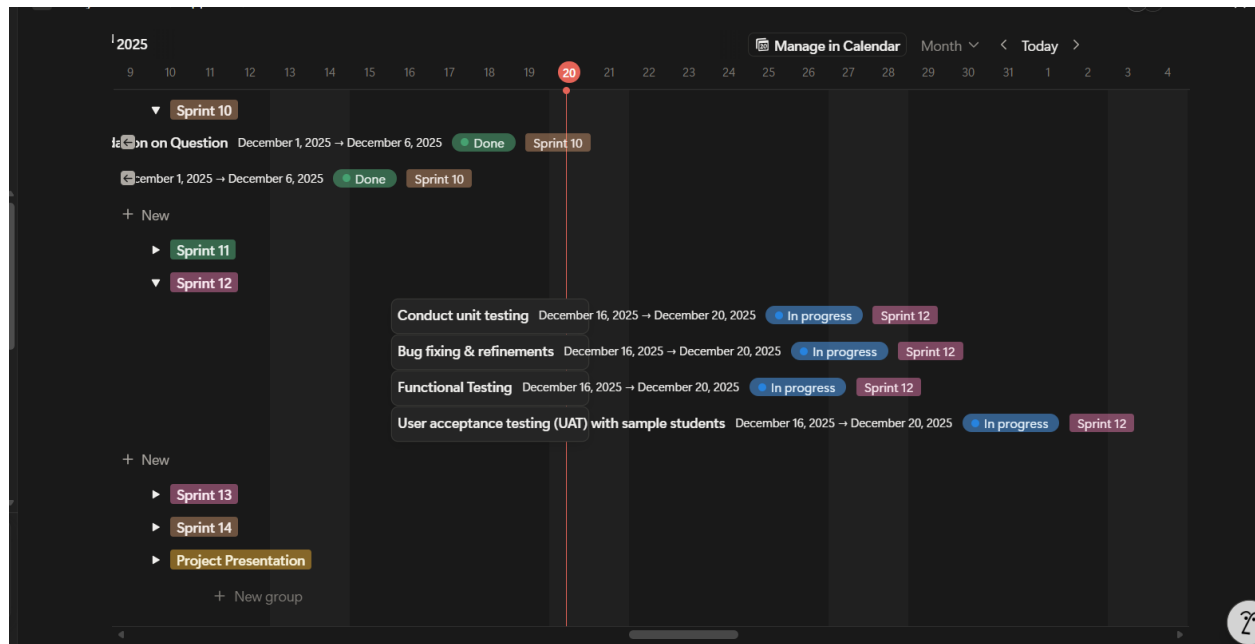 2025
Manage in Calendar Month Today
9 10 11 12 13 14 15 16 17 18 19 20 21 22 23 24 25 26 27 28 29 30 31 1 2 3 4
Sprint 10
on on Question December 1, 2025 → December 6, 2025 Done Sprint 10
cember 1, 2025 → December 6, 2025 Done Sprint 10
+ New
Sprint 11
Sprint 12
Conduct unit testing December 16, 2025 → December 20, 2025 In progress Sprint 12
Bug fixing & refinements December 16, 2025 → December 20, 2025 In progress Sprint 12
Functional Testing December 16, 2025 → December 20, 2025 In progress Sprint 12
User acceptance testing (UAT) with sample students December 16, 2025 → December 20, 2025 In progress Sprint 12
+ New
Sprint 13
Sprint 14
Project Presentation
+ New group